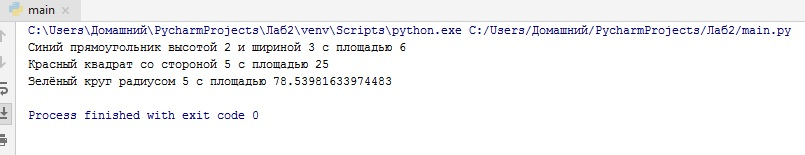 main
C:\Users\Домашний\PycharmProjects\Лаб2\venv\Scripts\python.exe C:/Users/Домашний/PycharmProjects/Лаб2/main.py
Синий прямоугольник высотой 2 и шириной 3 с площадью 6
Красный квадрат со стороной 5 с площадью 25
Зелёный круг радиусом 5 с площадью 78.53981633974483
Process finished with exit code 0